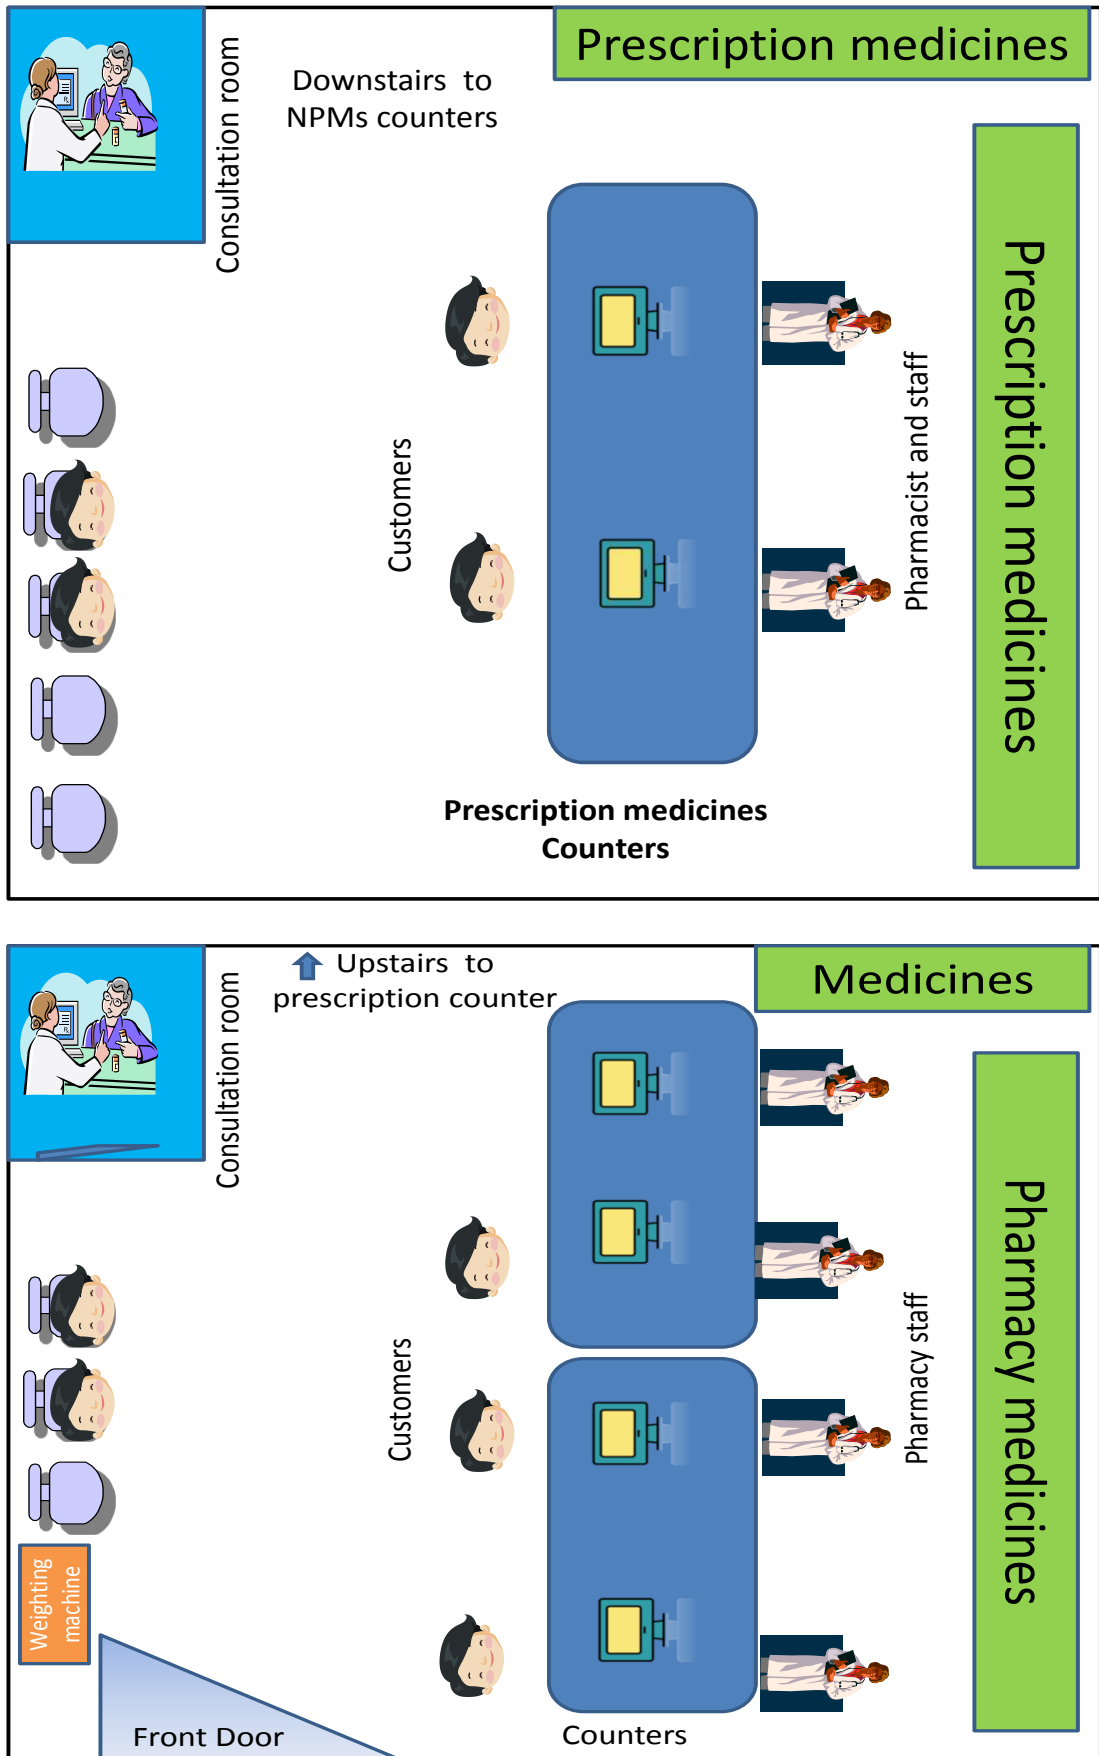 Prescription medicines
Downstairs to
NPMs counters
Consultation room
Customers
Pharmacist and staff
Prescription medicines
Prescription medicines
Counters
Upstairs to
prescription counter
Medicines
Consultation room
Customers
Pharmacy staff
Pharmacy medicines
Weighting
machine
Front Door
Counters